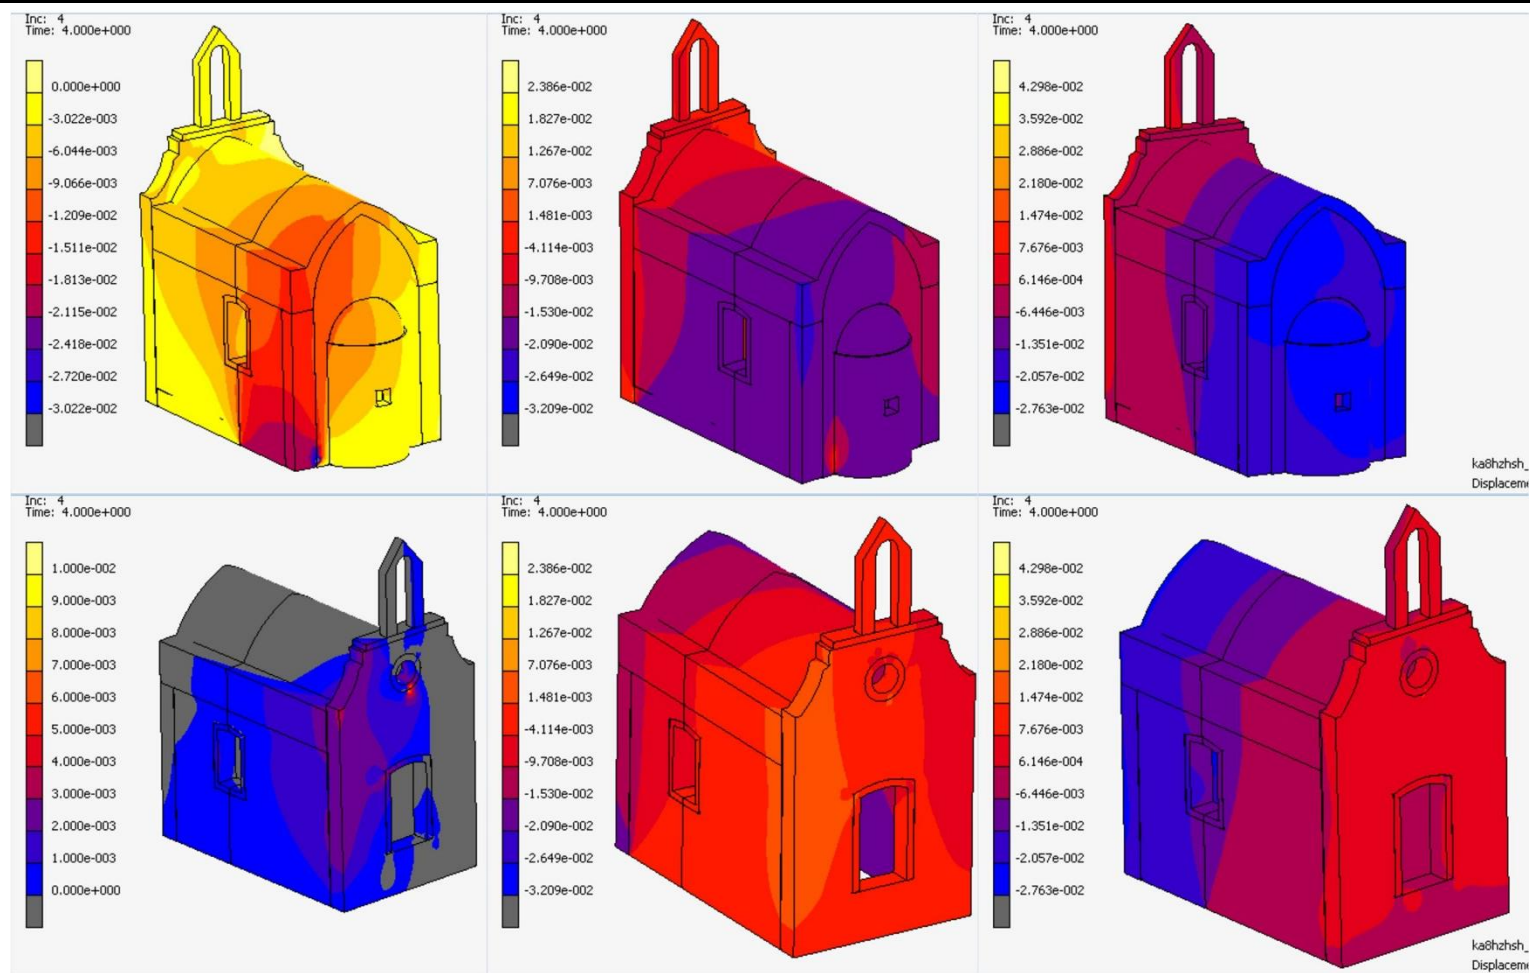 Inc: 4
Time: 4.000e+000
0.000e+000
-3.022e-003
-6.044e-003
-9.066e-003
-1.209e-002
-1.511e-002
-1.813e-002
-2.115e-002
-2.418e-002
-2.720e-002
-3.022e-002
Inc: 4
Time: 4.000e+000
2.386e-002
1.827e-002
1.267e-002
7.076e-003
1.481e-003
-4.114e-003
-9.708e-003
-1.530e-002
-2.090e-002
-2.649e-002
-3.209e-002
Inc: 4
Time: 4.000e+000
4.298e-002
3.592e-002
2.886e-002
2.180e-002
1.474e-002
7.676e-003
6.146e-004
-6.446e-003
-1.351e-002
-2.057e-002
-2.763e-002
ka8hzhsh_
Displaceme
Inc: 4
Time: 4.000e+000
1.000e-002
9.000e-003
8.000e-003
7.000e-003
6.000e-003
5.000e-003
4.000e-003
3.000e-003
2.000e-003
1.000e-003
0.000e+000
Inc: 4
Time: 4.000e+000
2.386e-002
1.827e-002
1.267e-002
7.076e-003
1.481e-003
-4.114e-003
-9.708e-003
-1.530e-002
-2.090e-002
-2.649e-002
-3.209e-002
Inc: 4
Time: 4.000e+000
4.298e-002
3.592e-002
2.886e-002
2.180e-002
1.474e-002
7.676e-003
6.146e-004
-6.446e-003
-1.351e-002
-2.057e-002
-2.763e-002
ka8hzhsh_
Displaceme